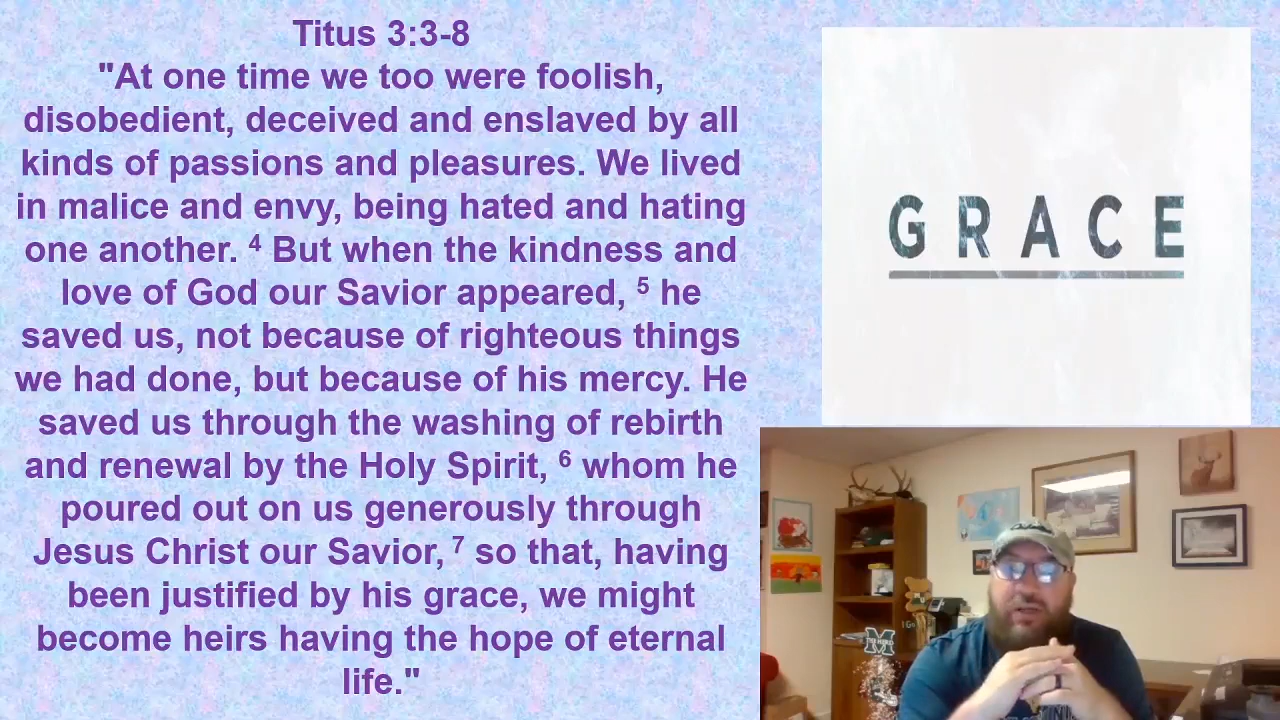 Titus 3:3-8
"At one time we too were foolish,
disobedient, deceived and enslaved by all
kinds of passions and pleasures. We lived
in malice and envy, being hated and hating
one another. ⁴ But when the kindness and
love of God our Savior appeared, ⁵ he
saved us, not because of righteous things
we had done, but because of his mercy. He
saved us through the washing of rebirth
and renewal by the Holy Spirit, ⁶ whom he
poured out on us generously through
Jesus Christ our Savior, ⁷ so that, having
been justified by his grace, we might
become heirs having the hope of eternal
life."
GRACE
M